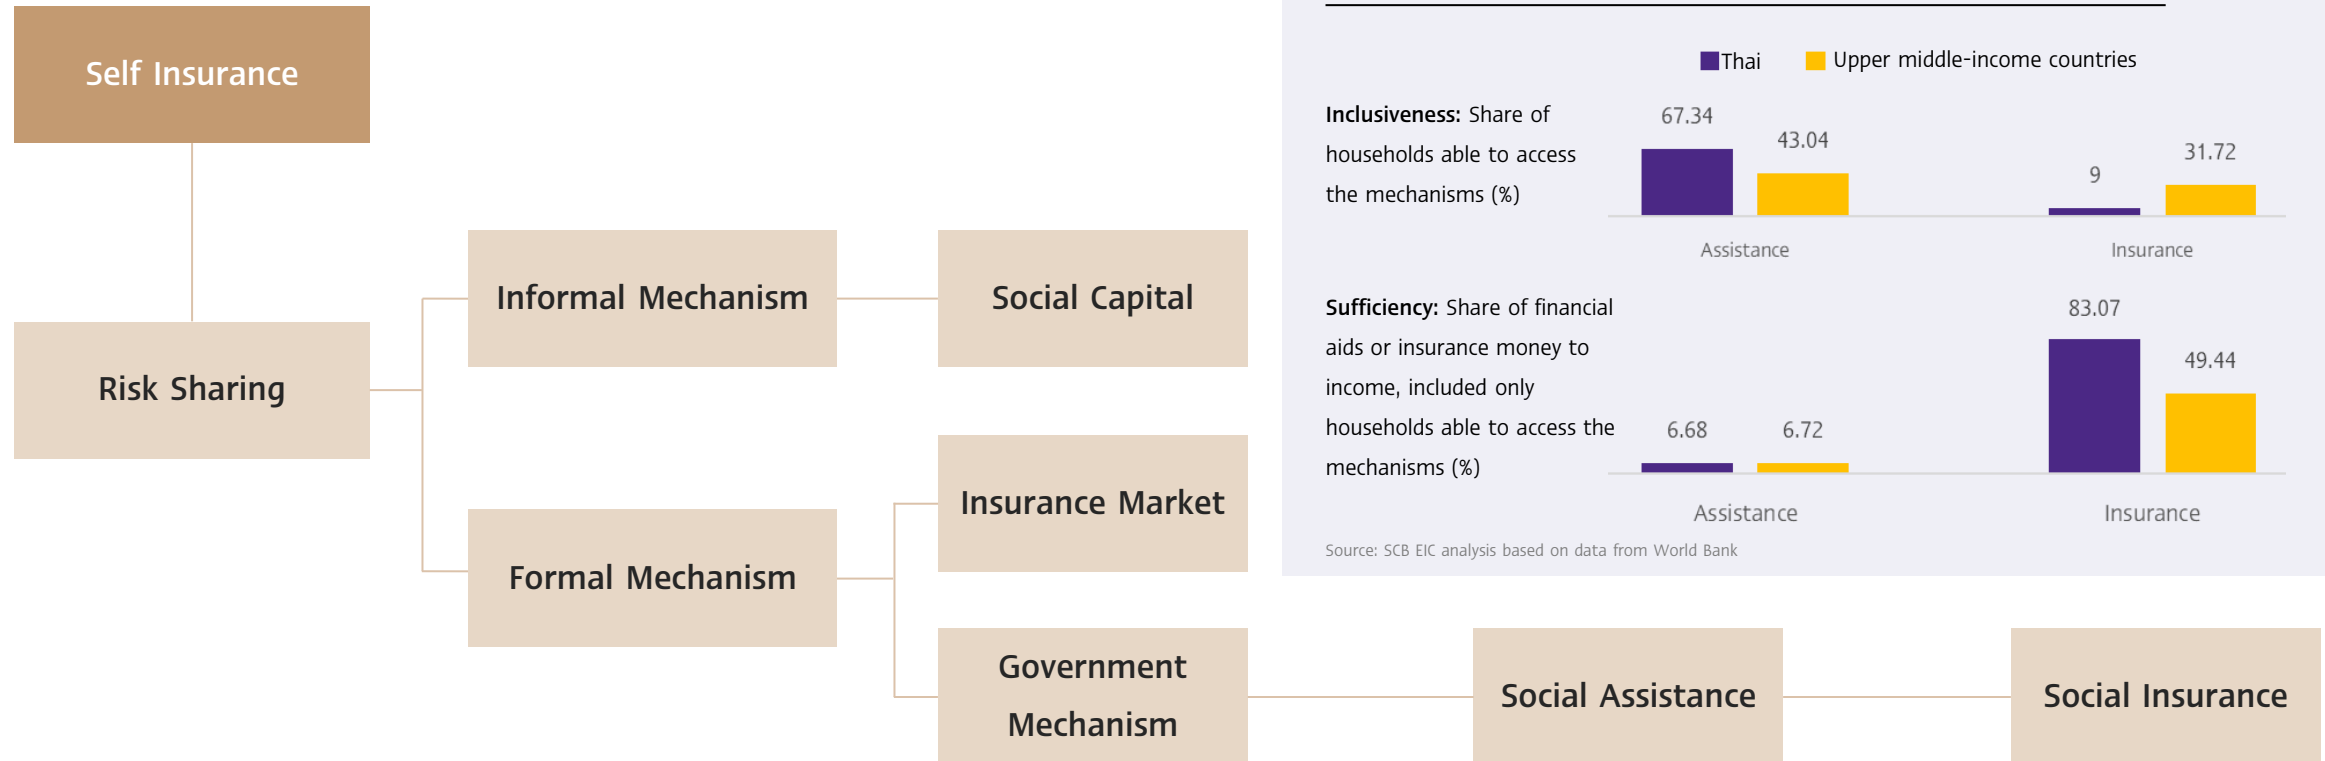 Self Insurance
Risk Sharing
Informal Mechanism
Social Capital
Formal Mechanism
Insurance Market
Government
Mechanism
Social Assistance
Social Insurance
Thai
Upper middle-income countries
Inclusiveness: Share of
households able to access
the mechanisms (%)
67.34
43.04
9
31.72
Assistance
Insurance
Sufficiency: Share of financial
aids or insurance money to
income, included only
households able to access the
mechanisms (%)
6.68
6.72
83.07
49.44
Assistance
Insurance
Source: SCB EIC analysis based on data from World Bank